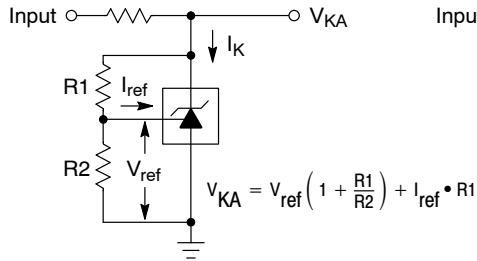 Input
V_KA
Inpu
I_K
R1
I_ref
R2
V_ref
V_KA = V_ref ( 1 + R1/R2 ) + I_ref • R1